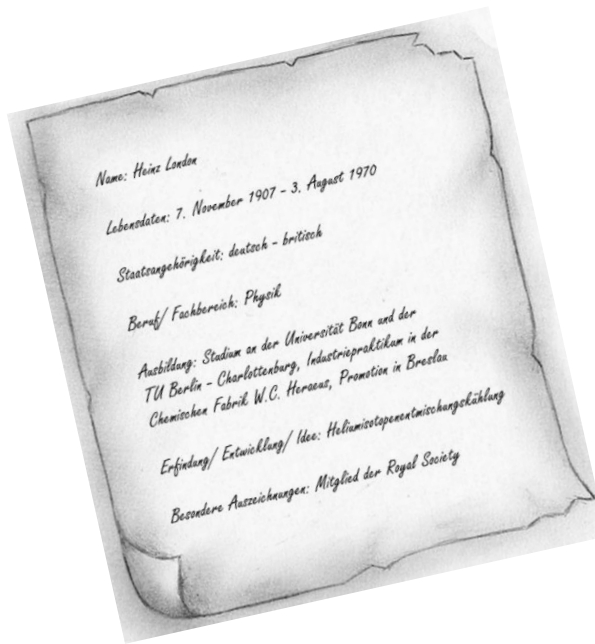 Name: Heinz London
Lebensdaten: 7. November 1907 - 3. August 1970
Staatsangehörigkeit: deutsch - britisch
Beruf/ Fachbereich: Physik
Ausbildung: Studium an der Universität Bonn und der
TU Berlin - Charlottenburg, Industriepraktikum in der
Chemischen Fabrik W.C. Heraeus, Promotion in Breslau
Erfindung/ Entwicklung/ Idee: Heliumisotopenentmischungskühlung
Besondere Auszeichnungen: Mitglied der Royal Society